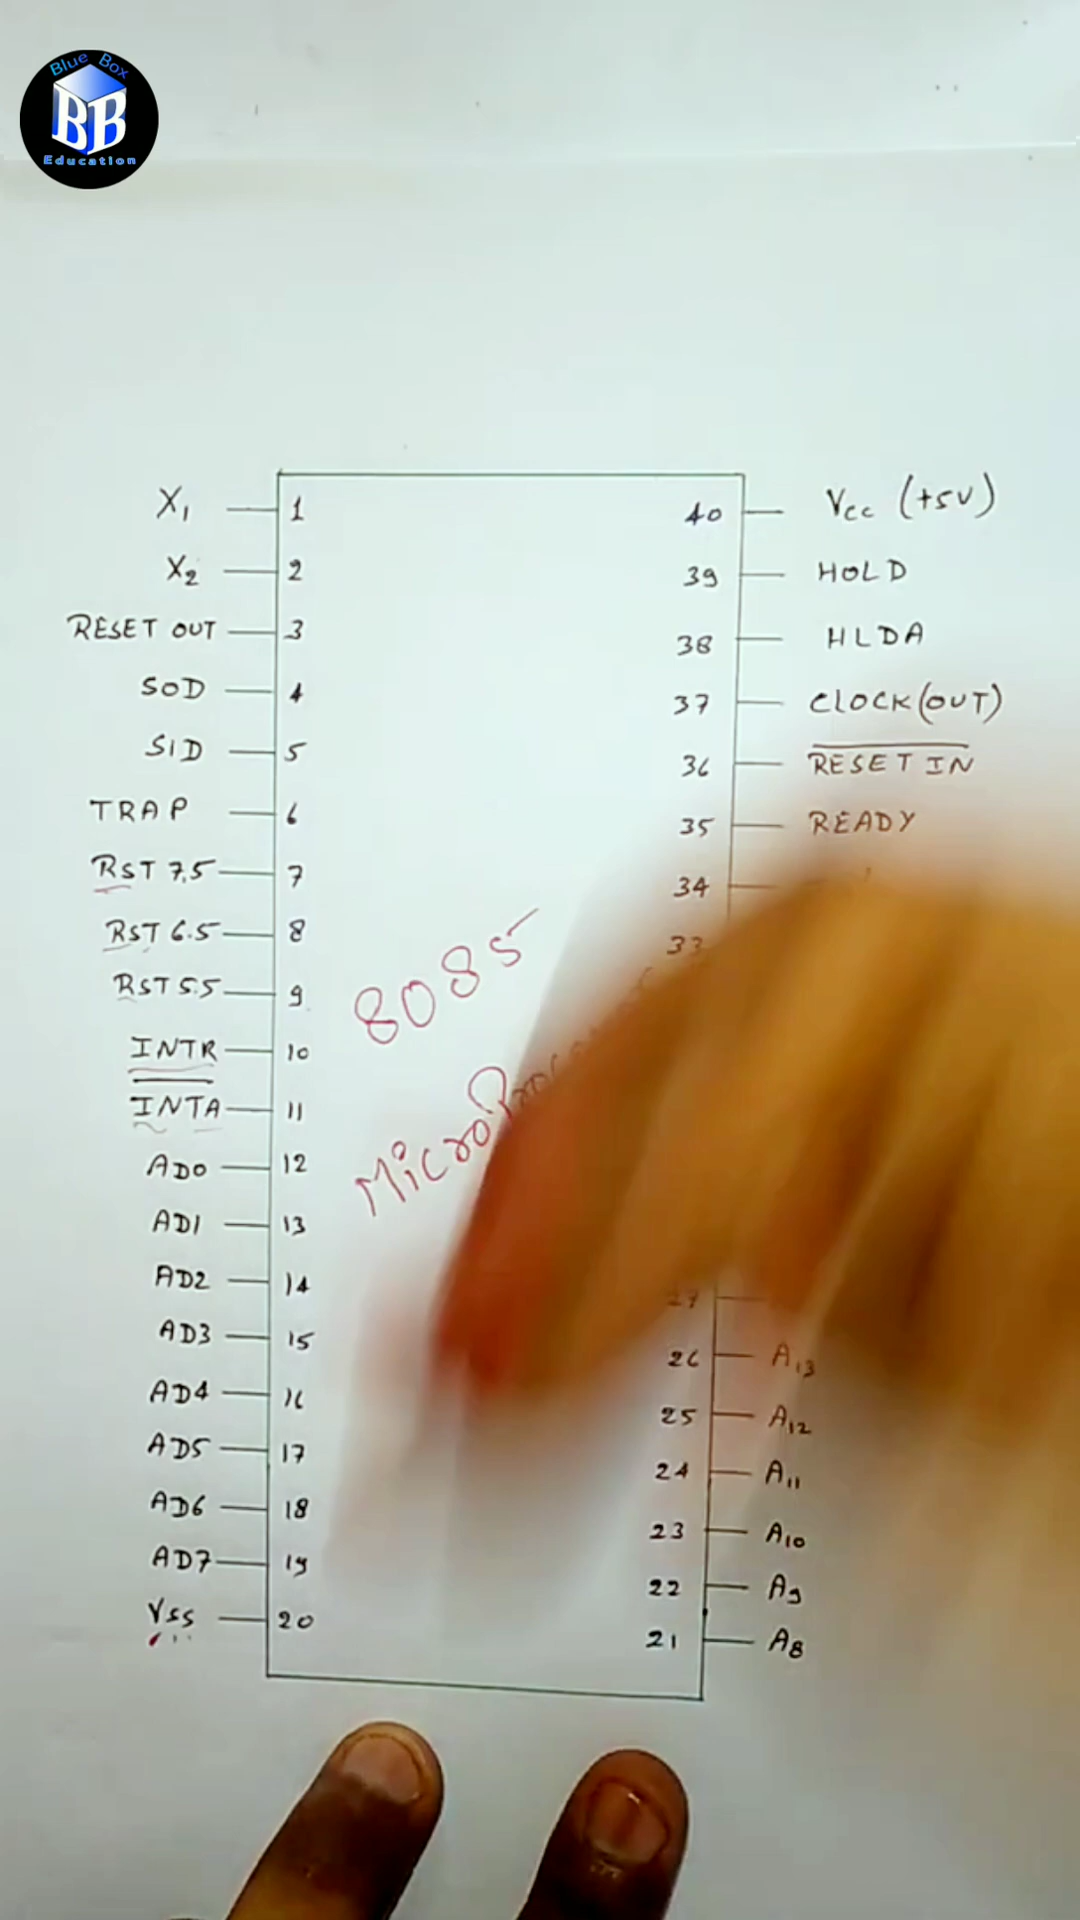 Blue Box
BB
Education
X1 1 40 Vcc (+5V)
X2 2 39 HOLD
RESET OUT 3 38 HLDA
SOD 4 37 CLOCK(OUT)
SID 5 36 RESET IN
TRAP 6 35 READY
RST 7.5 7 34
RST 6.5 8 33
RST 5.5 9
INTR 10
INTA 11
AD0 12
AD1 13
AD2 14
AD3 15 27
AD4 16 26 A13
AD5 17 25 A12
AD6 18 24 A11
AD7 19 23 A10
Vss 20 22 A9
21 A8
8085